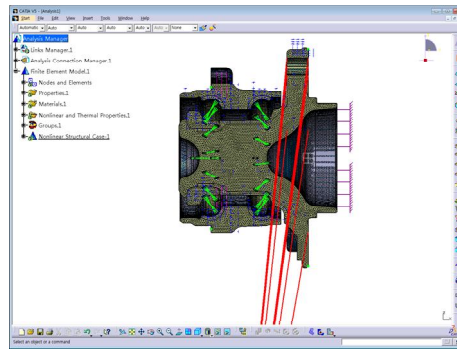 CATIA V5 - [Analysis1]
Start File Edit View Insert Tools Window Help
Automatic Auto Auto Auto Auto Auto None
Analysis Manager
Links Manager.1
Analysis Connection Manager.1
Finite Element Model.1
Nodes and Elements
Properties.1
Materials.1
Nonlinear and Thermal Properties.1
Groups.1
Nonlinear Structural Case-1
Select an object or a command